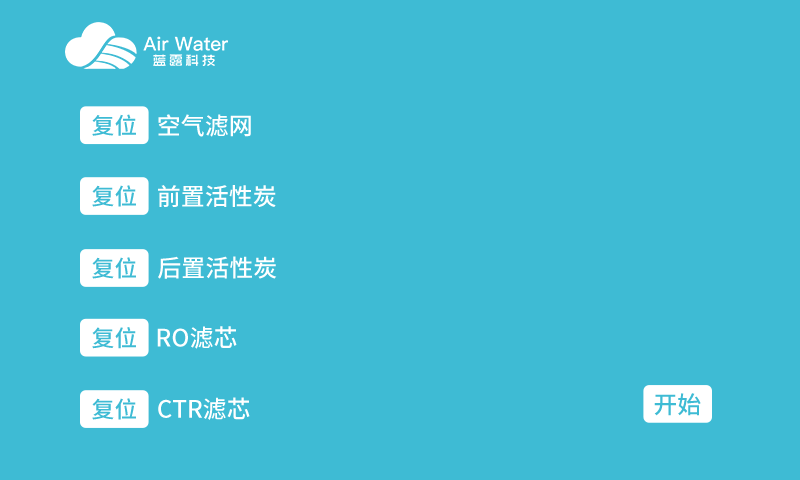 Air Water
蓝露科技
复位 空气滤网
复位 前置活性炭
复位 后置活性炭
复位 RO滤芯
复位 CTR滤芯
开始